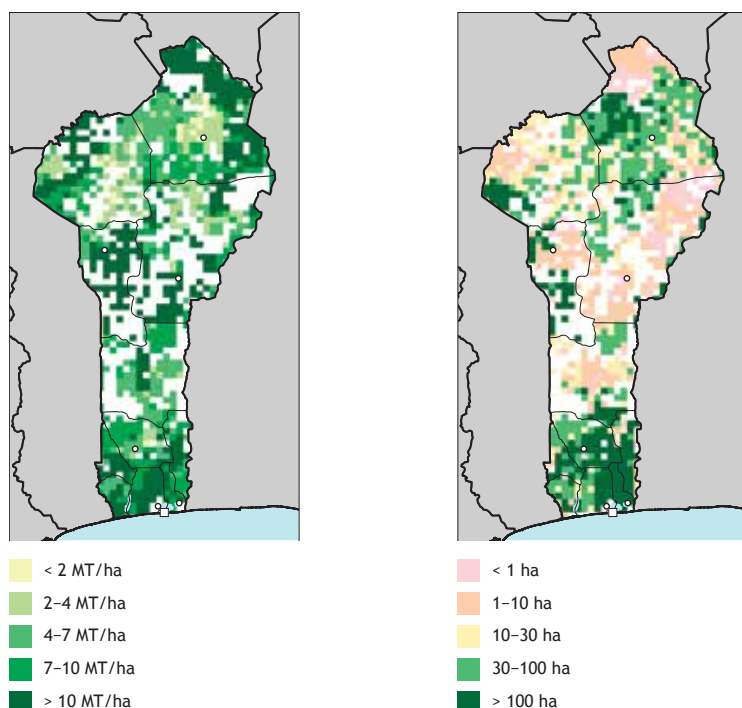 < 2 MT/ha
2–4 MT/ha
4–7 MT/ha
7–10 MT/ha
> 10 MT/ha
< 1 ha
1–10 ha
10–30 ha
30–100 ha
> 100 ha